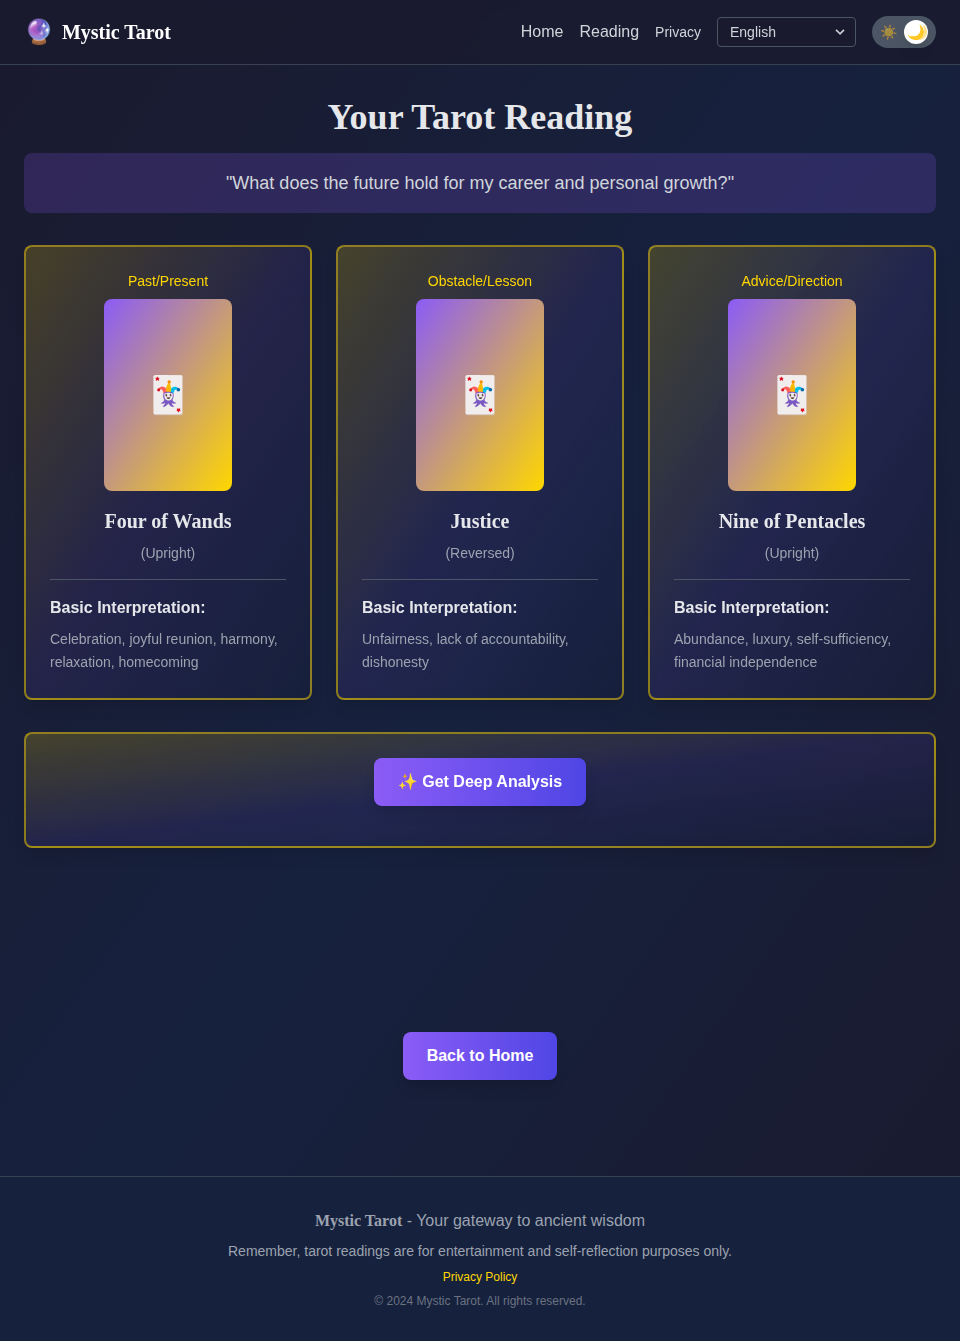 🔮 Mystic Tarot
Home Reading Privacy English
Your Tarot Reading
"What does the future hold for my career and personal growth?"
Past/Present
Four of Wands
(Upright)
Basic Interpretation:
Celebration, joyful reunion, harmony,
relaxation, homecoming
Obstacle/Lesson
Justice
(Reversed)
Basic Interpretation:
Unfairness, lack of accountability,
dishonesty
Advice/Direction
Nine of Pentacles
(Upright)
Basic Interpretation:
Abundance, luxury, self-sufficiency,
financial independence
✨ Get Deep Analysis
Back to Home
Mystic Tarot - Your gateway to ancient wisdom
Remember, tarot readings are for entertainment and self-reflection purposes only.
Privacy Policy
© 2024 Mystic Tarot. All rights reserved.